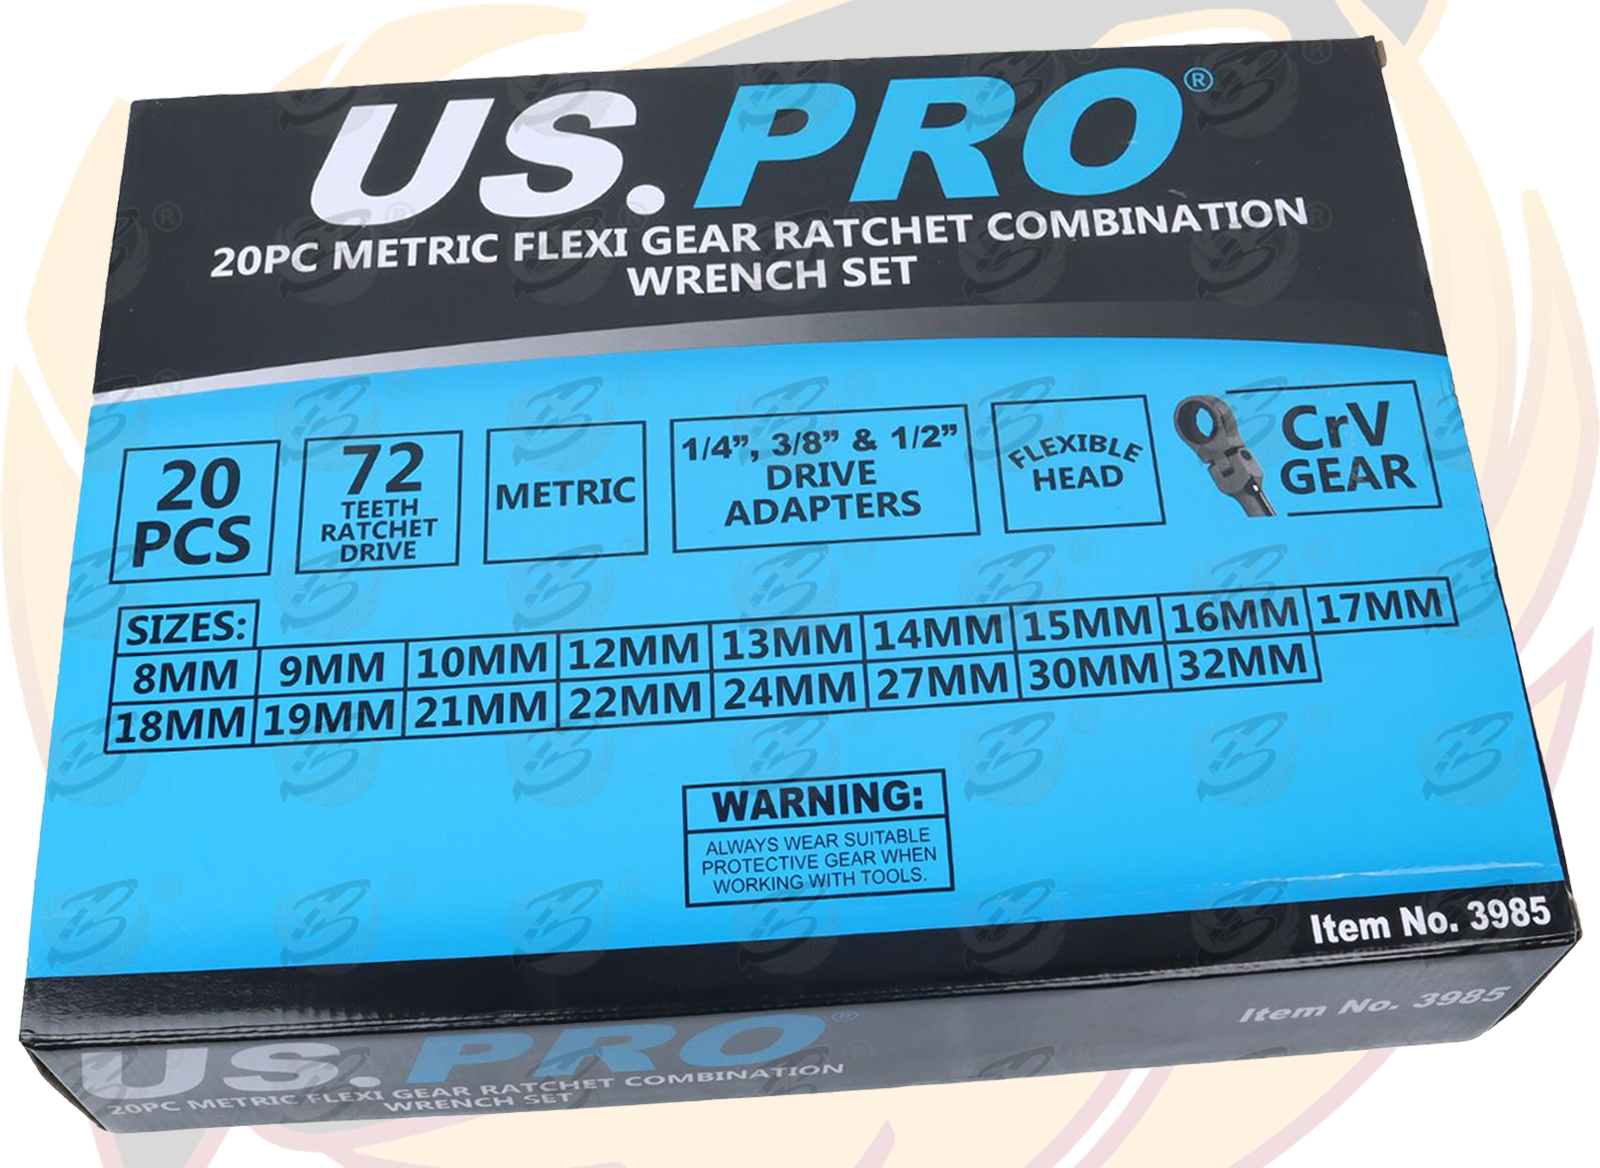 US.PRO®
20PC METRIC FLEXI GEAR RATCHET COMBINATION
WRENCH SET
20
PCS
72
TEETH
RATCHET
DRIVE
METRIC
1/4”, 3/8” & 1/2”
DRIVE
ADAPTERS
FLEXIBLE
HEAD
CrV
GEAR
SIZES:
8MM 9MM 10MM 12MM 13MM 14MM 15MM 16MM 17MM
18MM 19MM 21MM 22MM 24MM 27MM 30MM 32MM
WARNING:
ALWAYS WEAR SUITABLE
PROTECTIVE GEAR WHEN
WORKING WITH TOOLS.
Item No. 3985
US.PRO®
Item No. 3985
20PC METRIC FLEXI GEAR RATCHET COMBINATION
WRENCH SET